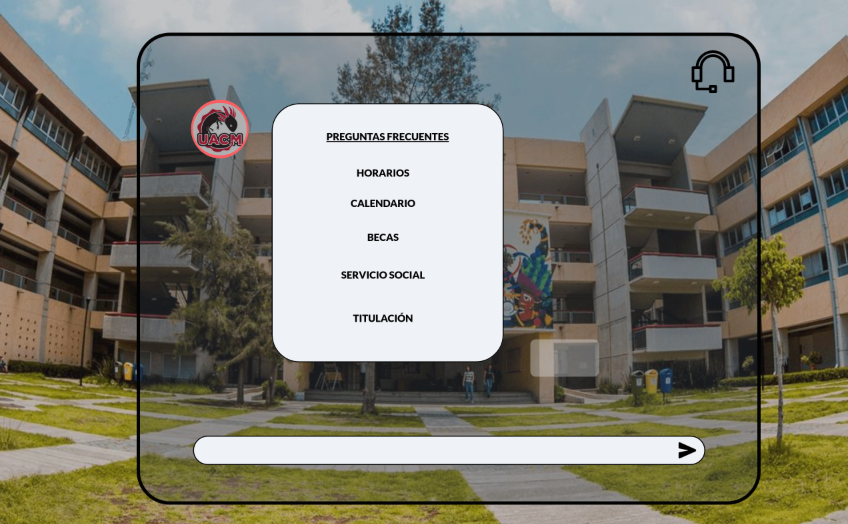 UACM
PREGUNTAS FRECUENTES
HORARIOS
CALENDARIO
BECAS
SERVICIO SOCIAL
TITULACIÓN